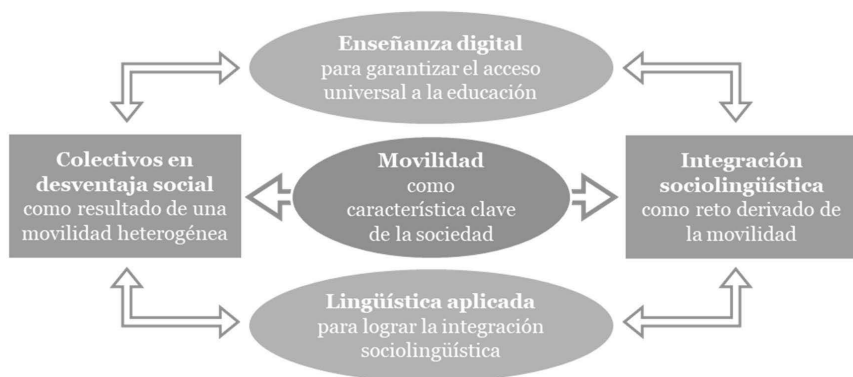 Enseñanza digital
para garantizar el acceso
universal a la educación
Colectivos en
desventaja social
como resultado de una
movilidad heterogénea
Movilidad
como
característica clave
de la sociedad
Integración
sociolingüística
como reto derivado de
la movilidad
Lingüística aplicada
para lograr la integración
sociolingüística